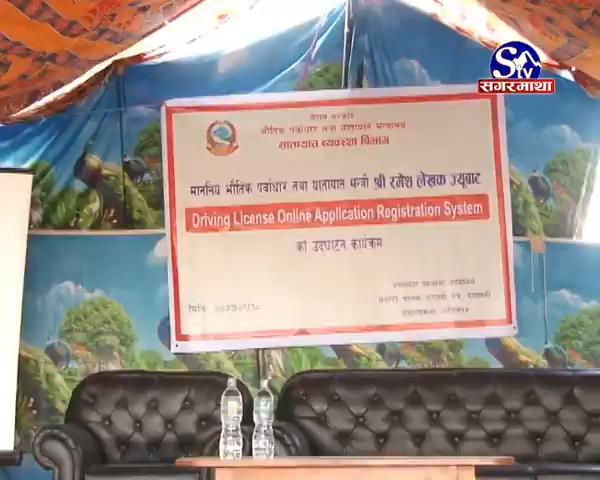 STV
सगरमाथा
नेपाल सरकार
भौतिक पूर्वाधार तथा यातायात मन्त्रालय
यातायात व्यवस्था विभाग
माननिय भौतिक पूर्वाधार तथा यातायात मन्त्री श्री रमेश लेखक ज्यूबाट
Driving License Online Application Registration System
को उद्घाटन कार्यक्रम
मिति